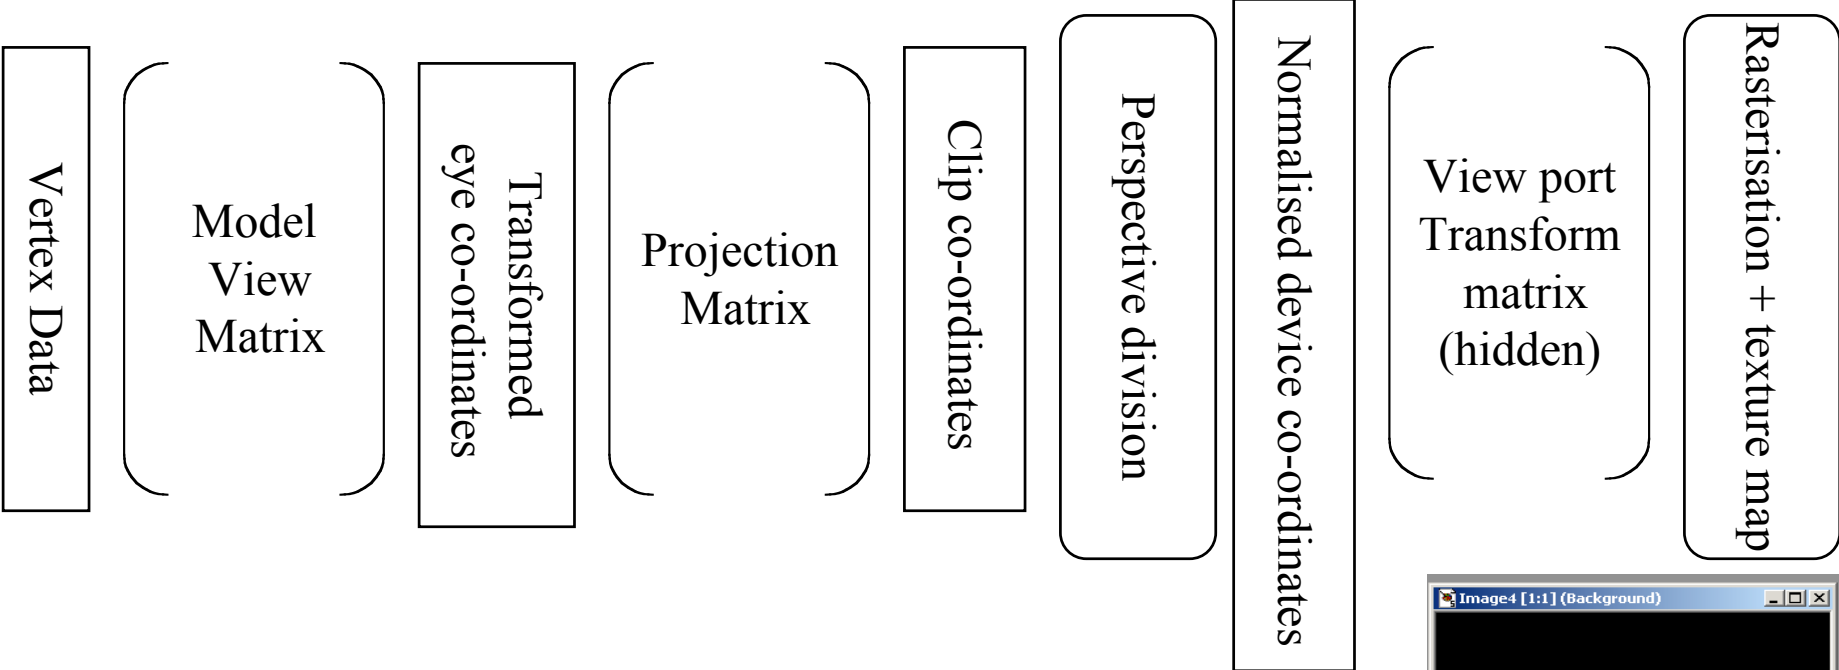 Vertex Data
Model
View
Matrix
Transformed
eye co-ordinates
Projection
Matrix
Clip co-ordinates
Perspective division
Normalised device co-ordinates
View port
Transform
matrix
(hidden)
Rasterisation + texture map
Image4 [1:1] (Background)